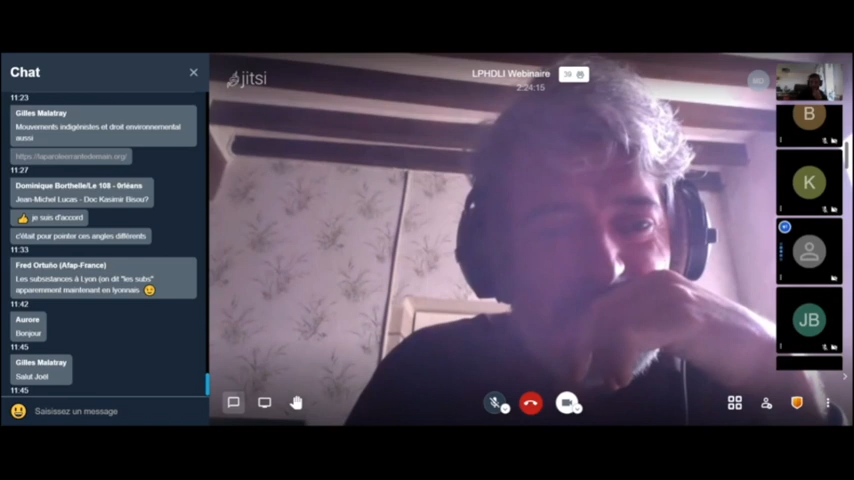 Chat
11:23
Gilles Malatray
Mouvements indigénistes et droit environnemental
aussi
https://laparoleerrantedemain.org/
11:27
Dominique Borthelle/Le 108 - 0rléans
Jean-Michel Lucas - Doc Kasimir Bisou?
👍 je suis d'accord
c'était pour pointer ces angles différents
11:33
Fred Ortuño (Afap-France)
Les subsistances à Lyon (on dit "les subs"
apparemment maintenant en lyonnais 😉
11:42
Aurore
Bonjour
11:45
Gilles Malatray
Salut Joël
11:45
Saisissez un message
jitsi
LPHDLI Webinaire
39
2:24:15
B
K
JB